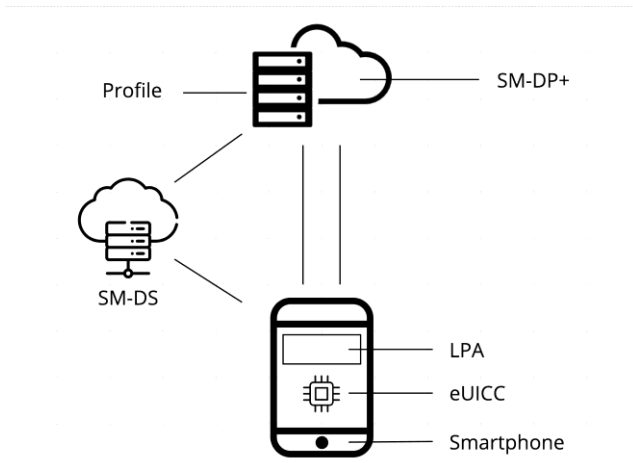 Profile
SM-DP+
SM-DS
LPA
eUICC
Smartphone